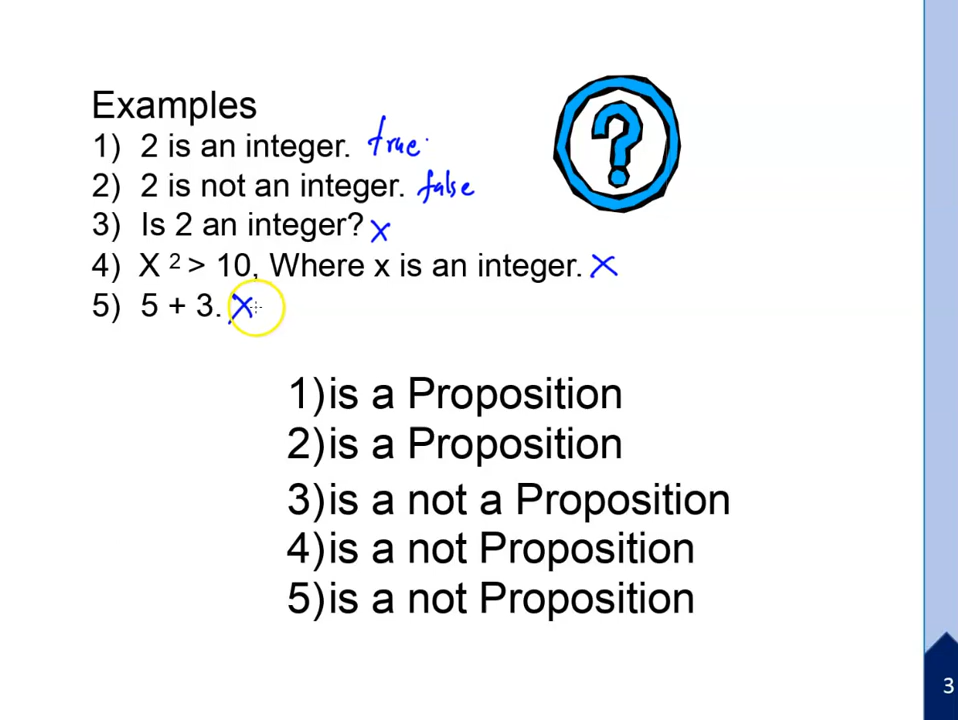 Examples
1) 2 is an integer. true.
2) 2 is not an integer. false
3) Is 2 an integer? x
4) X ² > 10, Where x is an integer. x
5) 5 + 3. x
1) is a Proposition
2) is a Proposition
3) is a not a Proposition
4) is a not Proposition
5) is a not Proposition
3